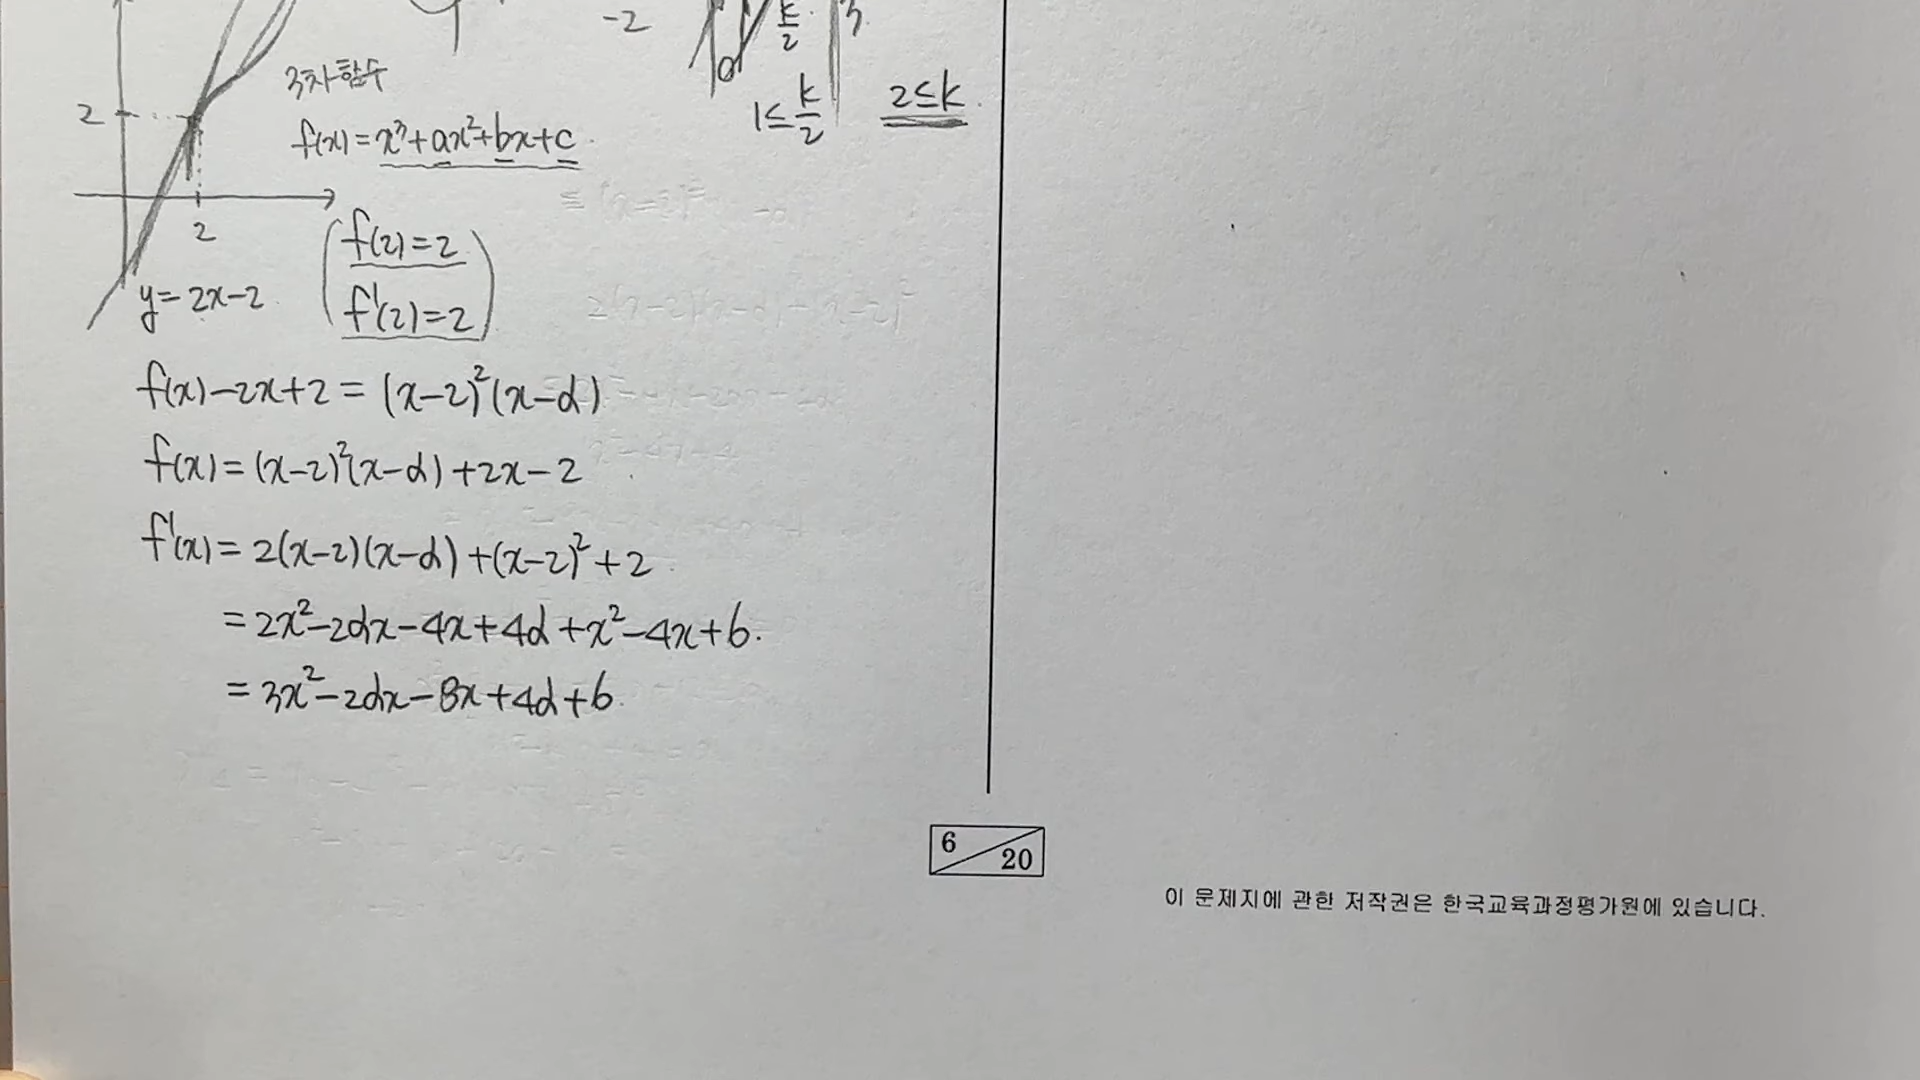 -2
k/2
3
2
3차함수
1≤k/2
2≤k
f(x)=x³+ax²+bx+c
2
f(2)=2
f'(2)=2
y=2x-2
f(x)-2x+2=(x-2)²(x-α)
f(x)=(x-2)²(x-α)+2x-2
f'(x)=2(x-2)(x-α)+(x-2)²+2
=2x²-2αx-4x+4α+x²-4x+6.
=3x²-2αx-8x+4α+6
6/20
이 문제지에 관한 저작권은 한국교육과정평가원에 있습니다.